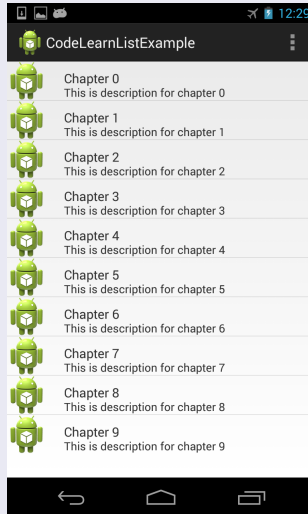 12:29
CodeLearnListExample
Chapter 0
This is description for chapter 0
Chapter 1
This is description for chapter 1
Chapter 2
This is description for chapter 2
Chapter 3
This is description for chapter 3
Chapter 4
This is description for chapter 4
Chapter 5
This is description for chapter 5
Chapter 6
This is description for chapter 6
Chapter 7
This is description for chapter 7
Chapter 8
This is description for chapter 8
Chapter 9
This is description for chapter 9